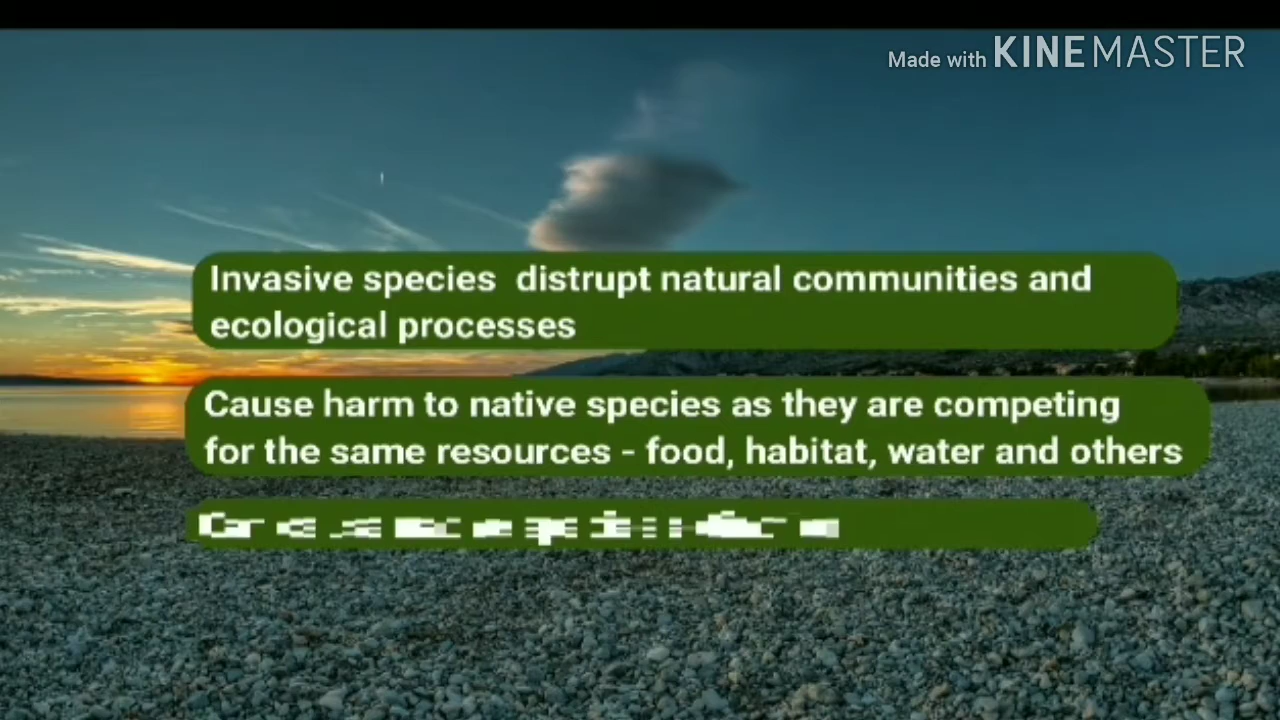 Made with KINEMASTER
Invasive species distrupt natural communities and
ecological processes
Cause harm to native species as they are competing
for the same resources - food, habitat, water and others